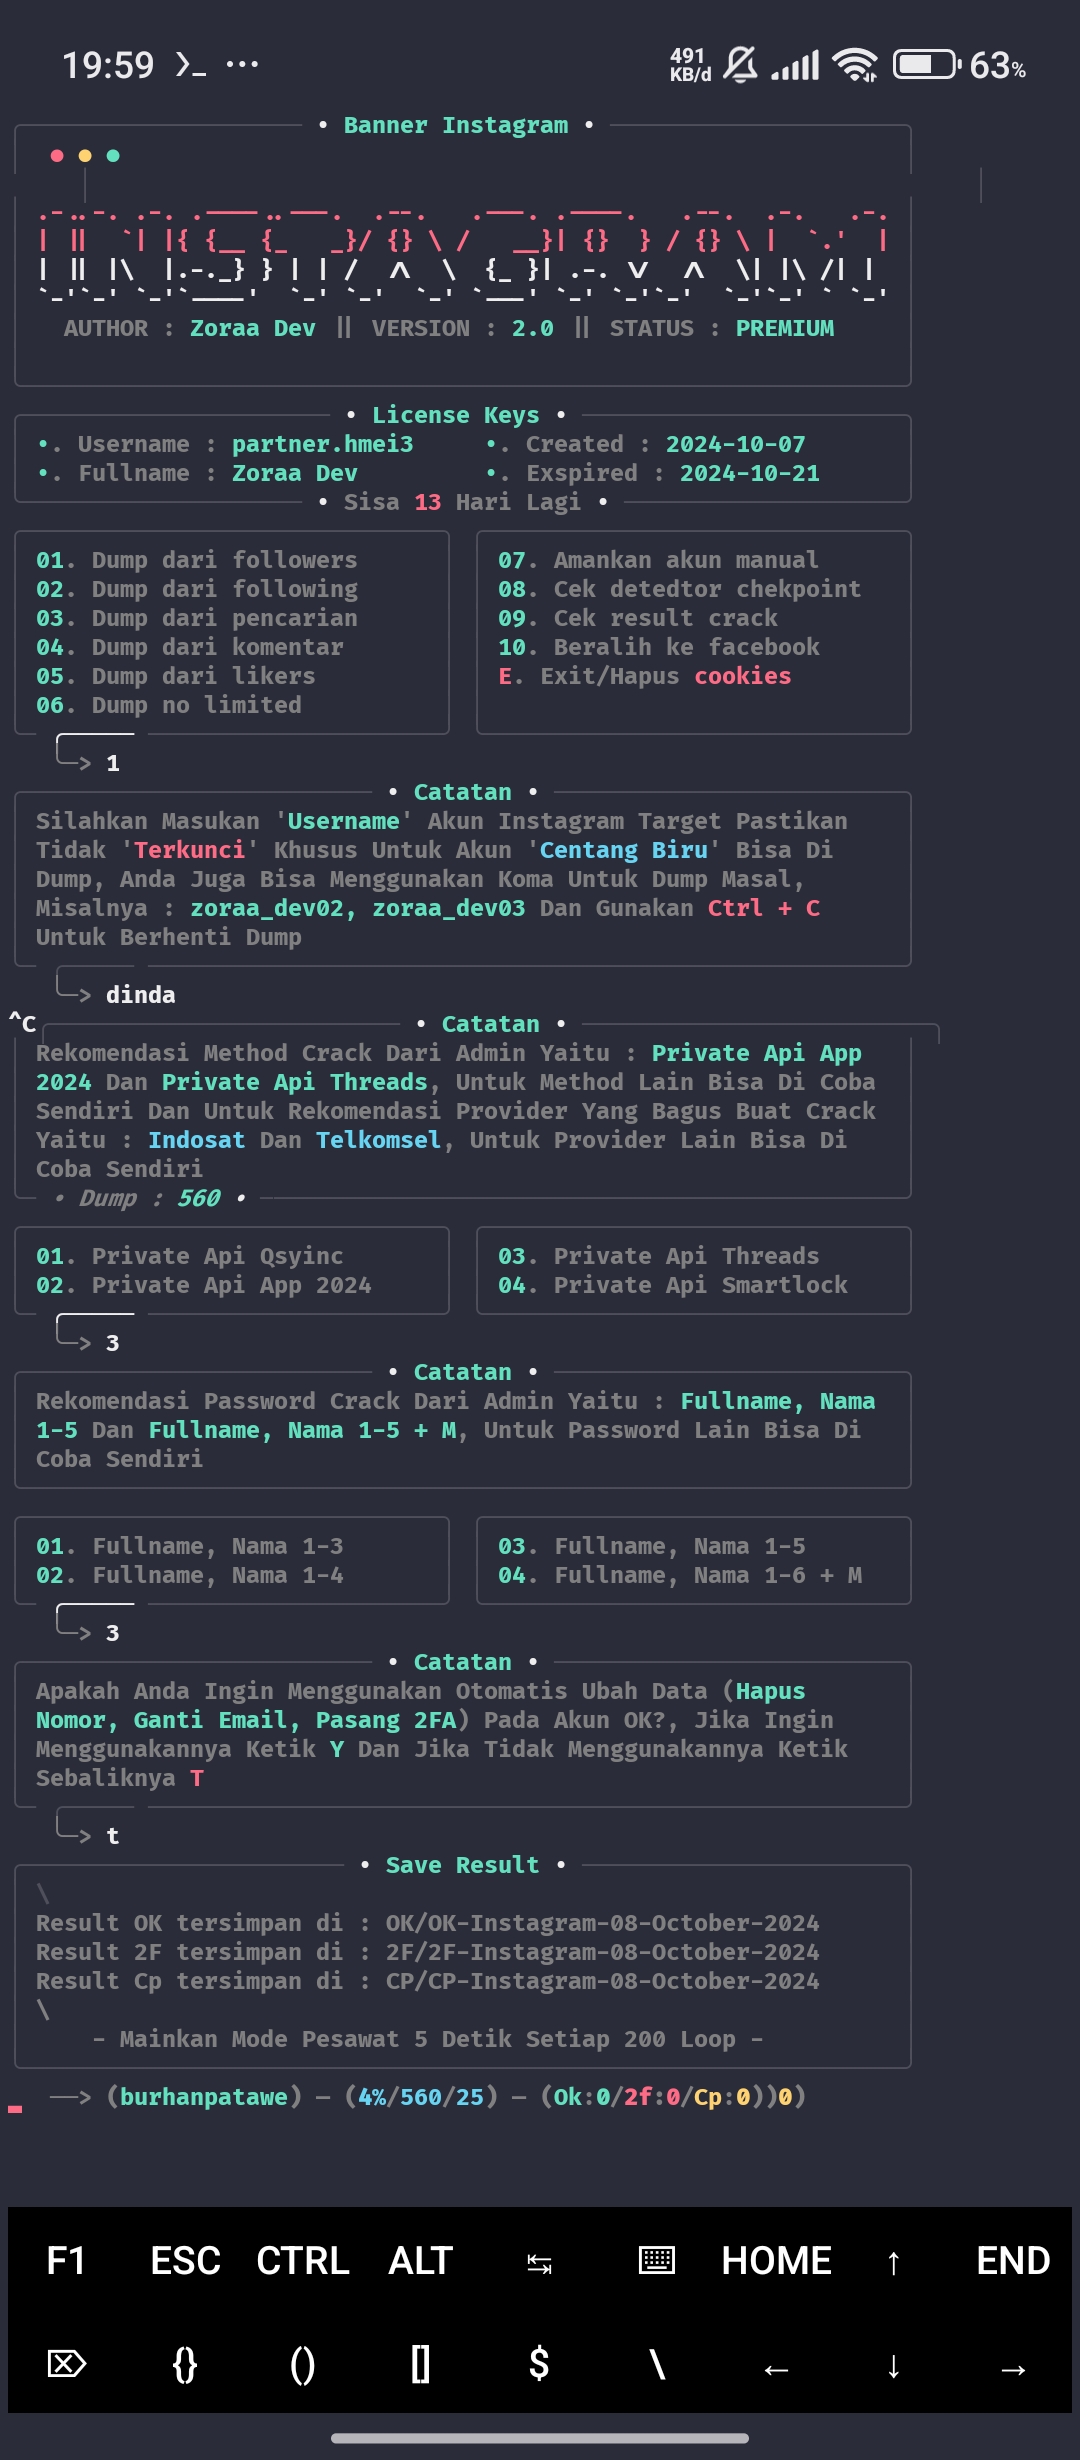 19:59 491 KB/d 63%
• Banner Instagram •
AUTHOR : Zoraa Dev || VERSION : 2.0 || STATUS : PREMIUM
• License Keys •
•. Username : partner.hmei3 •. Created : 2024-10-07
•. Fullname : Zoraa Dev •. Exspired : 2024-10-21
• Sisa 13 Hari Lagi •
01. Dump dari followers
02. Dump dari following
03. Dump dari pencarian
04. Dump dari komentar
05. Dump dari likers
06. Dump no limited
07. Amankan akun manual
08. Cek detedtor chekpoint
09. Cek result crack
10. Beralih ke facebook
E. Exit/Hapus cookies
> 1
• Catatan •
Silahkan Masukan 'Username' Akun Instagram Target Pastikan
Tidak 'Terkunci' Khusus Untuk Akun 'Centang Biru' Bisa Di
Dump, Anda Juga Bisa Menggunakan Koma Untuk Dump Masal,
Misalnya : zoraa_dev02, zoraa_dev03 Dan Gunakan Ctrl + C
Untuk Berhenti Dump
> dinda
^C • Catatan •
Rekomendasi Method Crack Dari Admin Yaitu : Private Api App
2024 Dan Private Api Threads, Untuk Method Lain Bisa Di Coba
Sendiri Dan Untuk Rekomendasi Provider Yang Bagus Buat Crack
Yaitu : Indosat Dan Telkomsel, Untuk Provider Lain Bisa Di
Coba Sendiri
• Dump : 560 •
01. Private Api Qsyinc
02. Private Api App 2024
03. Private Api Threads
04. Private Api Smartlock
> 3
• Catatan •
Rekomendasi Password Crack Dari Admin Yaitu : Fullname, Nama
1-5 Dan Fullname, Nama 1-5 + M, Untuk Password Lain Bisa Di
Coba Sendiri
01. Fullname, Nama 1-3
02. Fullname, Nama 1-4
03. Fullname, Nama 1-5
04. Fullname, Nama 1-6 + M
> 3
• Catatan •
Apakah Anda Ingin Menggunakan Otomatis Ubah Data (Hapus
Nomor, Ganti Email, Pasang 2FA) Pada Akun OK?, Jika Ingin
Menggunakannya Ketik Y Dan Jika Tidak Menggunakannya Ketik
Sebaliknya T
> t
• Save Result •
\
Result OK tersimpan di : OK/OK-Instagram-08-October-2024
Result 2F tersimpan di : 2F/2F-Instagram-08-October-2024
Result Cp tersimpan di : CP/CP-Instagram-08-October-2024
\
- Mainkan Mode Pesawat 5 Detik Setiap 200 Loop -
──> (burhanpatawe) — (4%/560/25) — (Ok:0/2f:0/Cp:0))0)
F1 ESC CTRL ALT ↹ HOME ↑ END
⌦ {} () [] $ \ ← ↓ →